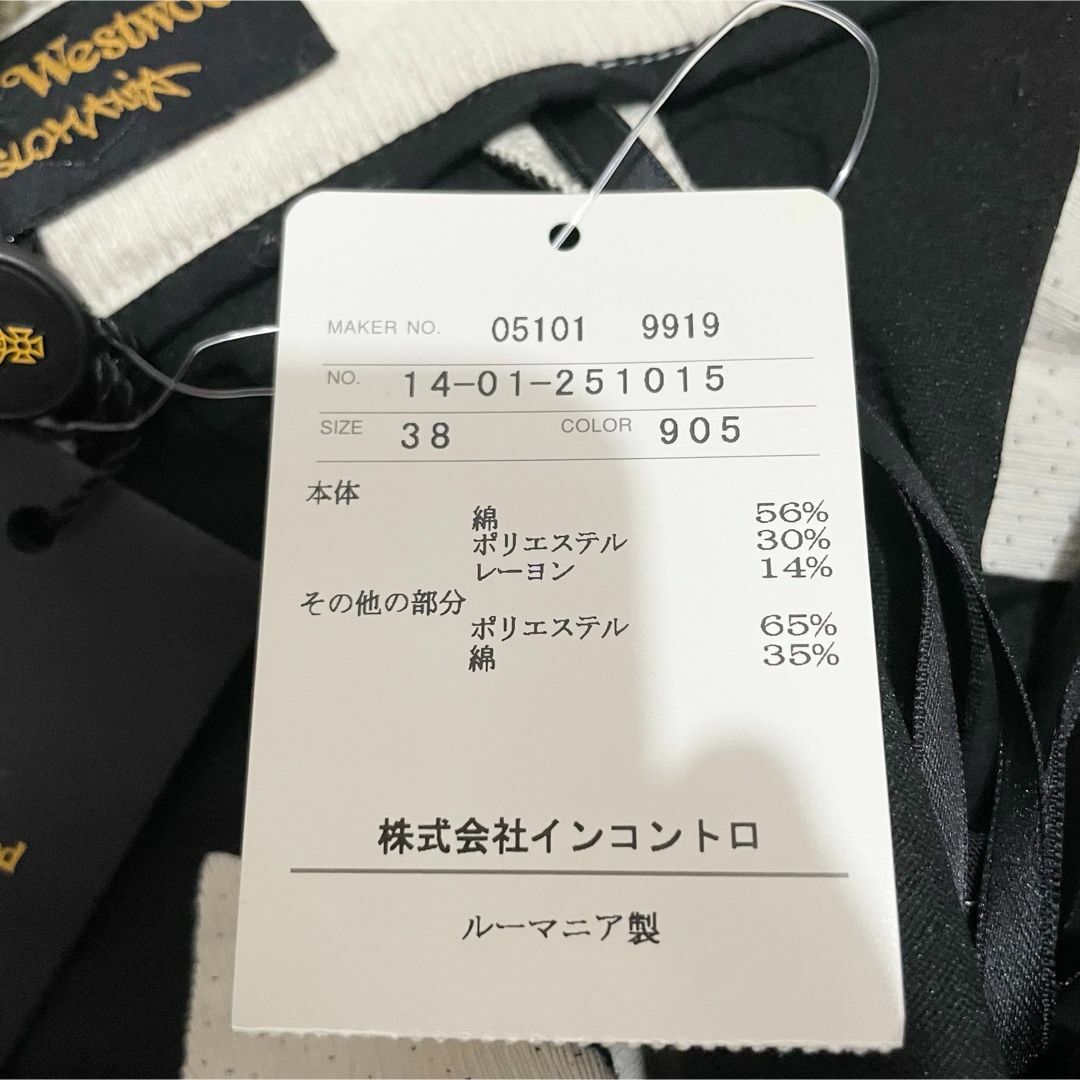 MAKER NO. 05101 9919
NO. 14-01-251015
SIZE 38 COLOR 905
本体
綿 56%
ポリエステル 30%
レーヨン 14%
その他の部分
ポリエステル 65%
綿 35%
株式会社インコントロ
ルーマニア製